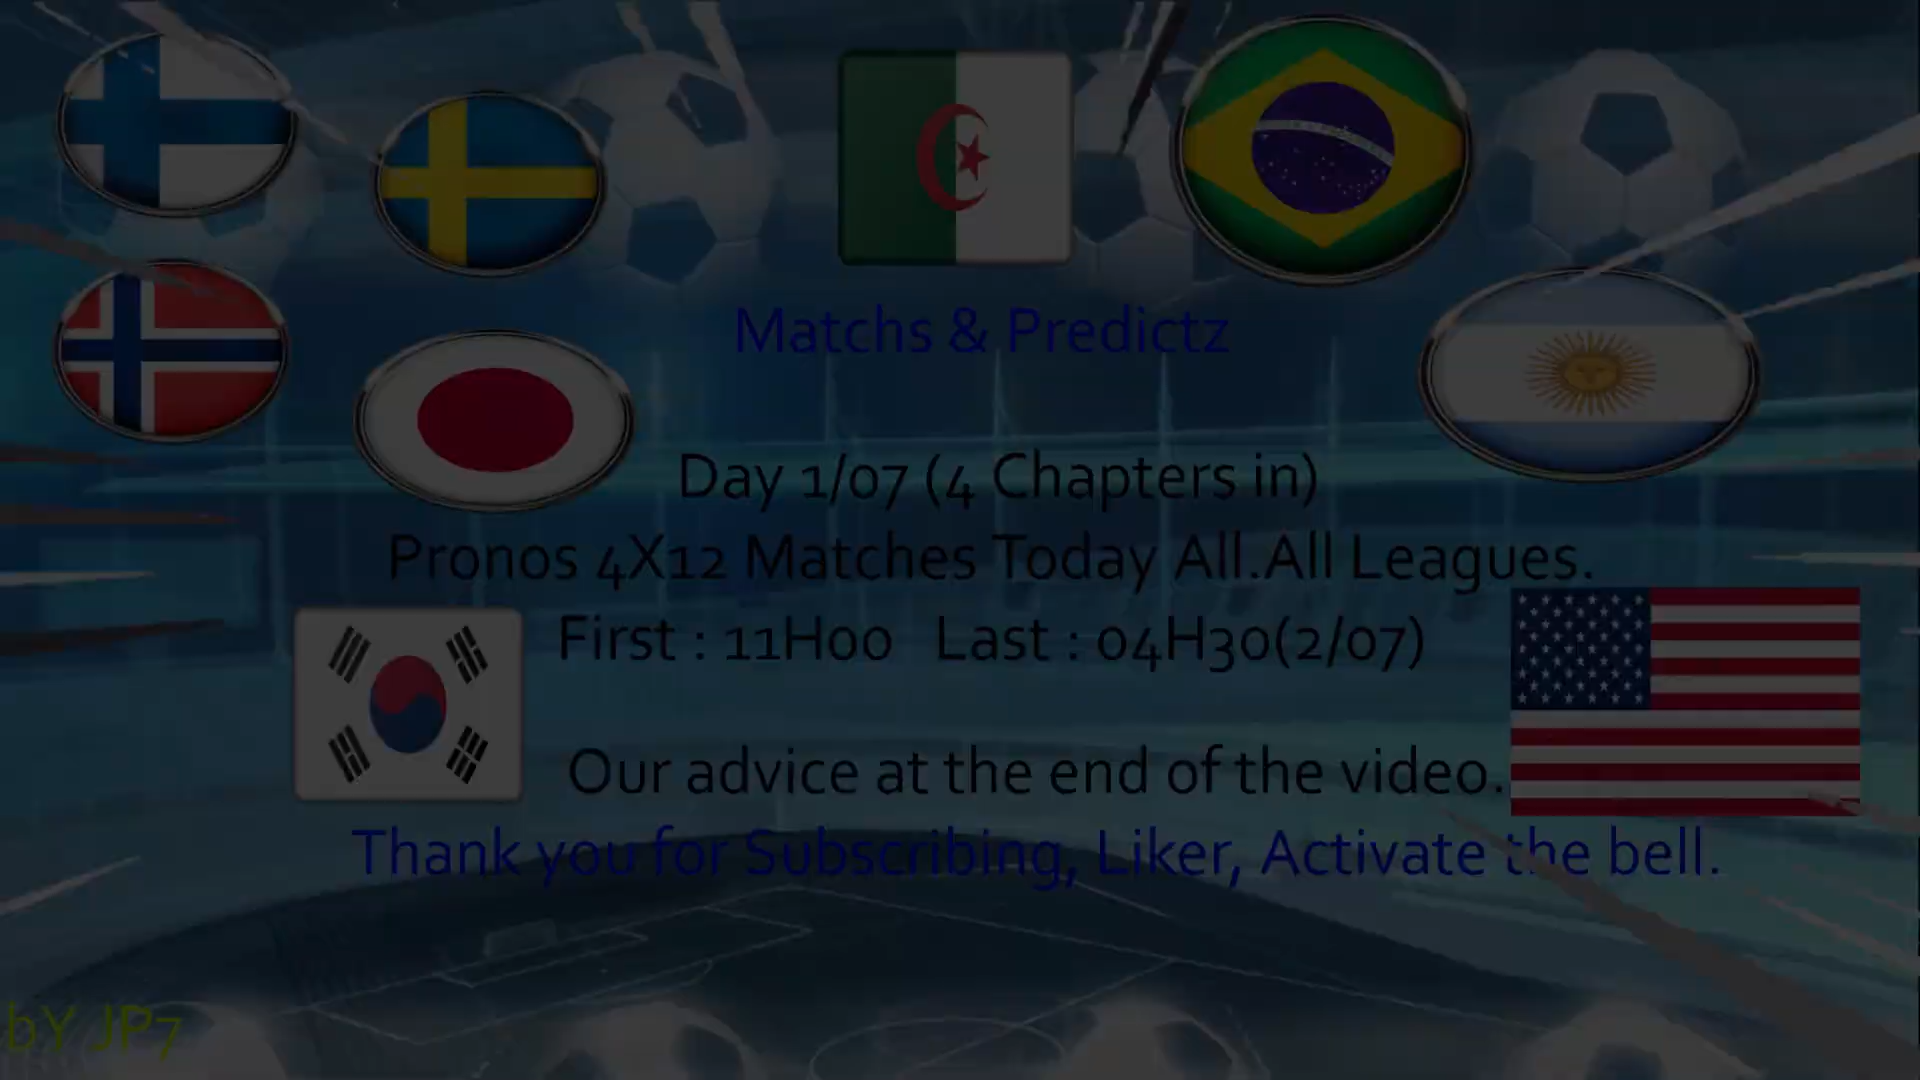 Matchs & Predictz
Day 1/07 (4 Chapters in)
Pronos 4X12 Matches Today All.All Leagues.
First : 11H00 Last : 04H30(2/07)
Our advice at the end of the video.
Thank you for Subscribing, Liker, Activate the bell.
bY JP7